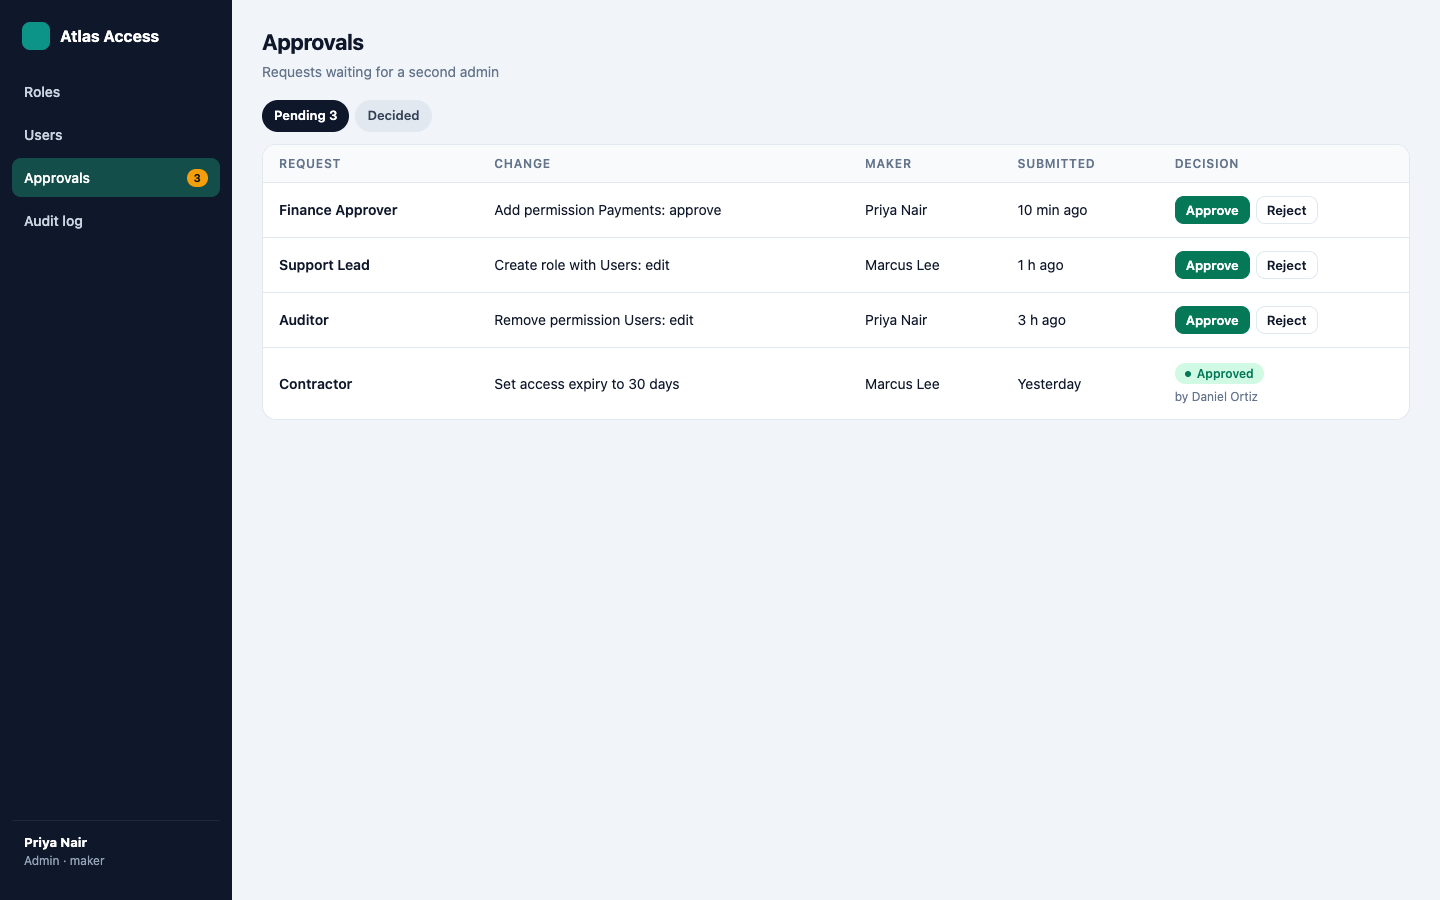 Atlas Access
Roles
Users
Approvals 3
Audit log
Priya Nair
Admin · maker
Approvals
Requests waiting for a second admin
Pending 3 Decided
REQUEST CHANGE MAKER SUBMITTED DECISION
Finance Approver Add permission Payments: approve Priya Nair 10 min ago Approve Reject
Support Lead Create role with Users: edit Marcus Lee 1 h ago Approve Reject
Auditor Remove permission Users: edit Priya Nair 3 h ago Approve Reject
Contractor Set access expiry to 30 days Marcus Lee Yesterday Approved
by Daniel Ortiz